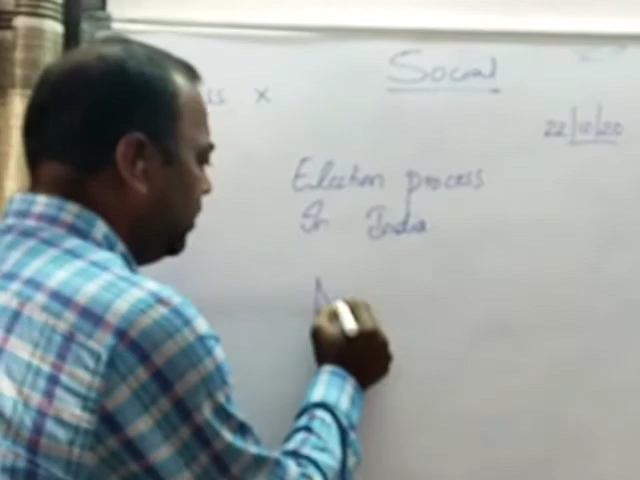 Social
ss X
22|10|20
Election process
In India